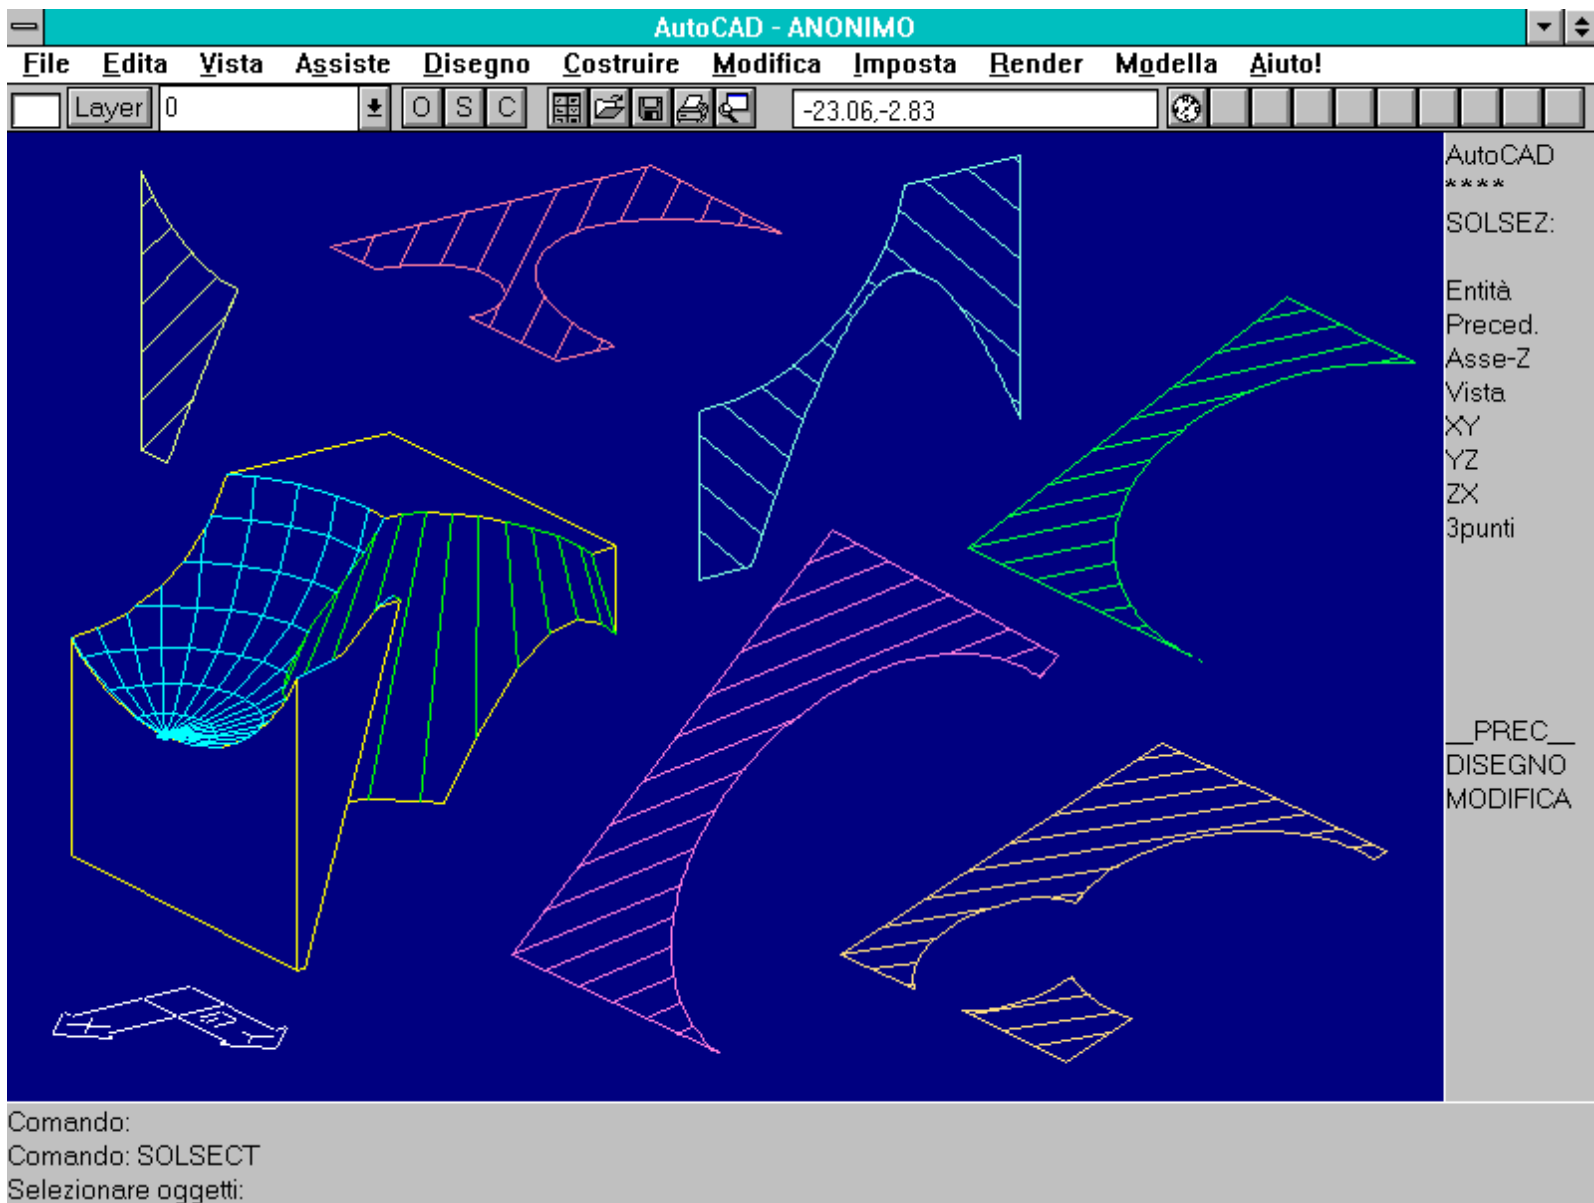 AutoCAD - ANONIMO
File Edita Vista Assiste Disegno Costruire Modifica Imposta Render Modella Aiuto!
Layer 0 O S C -23.06,-2.83
AutoCAD
* * * *
SOLSEZ:
Entità
Preced.
Asse-Z
Vista
XY
YZ
ZX
3punti
__PREC__
DISEGNO
MODIFICA
Comando:
Comando: SOLSECT
Selezionare oggetti: